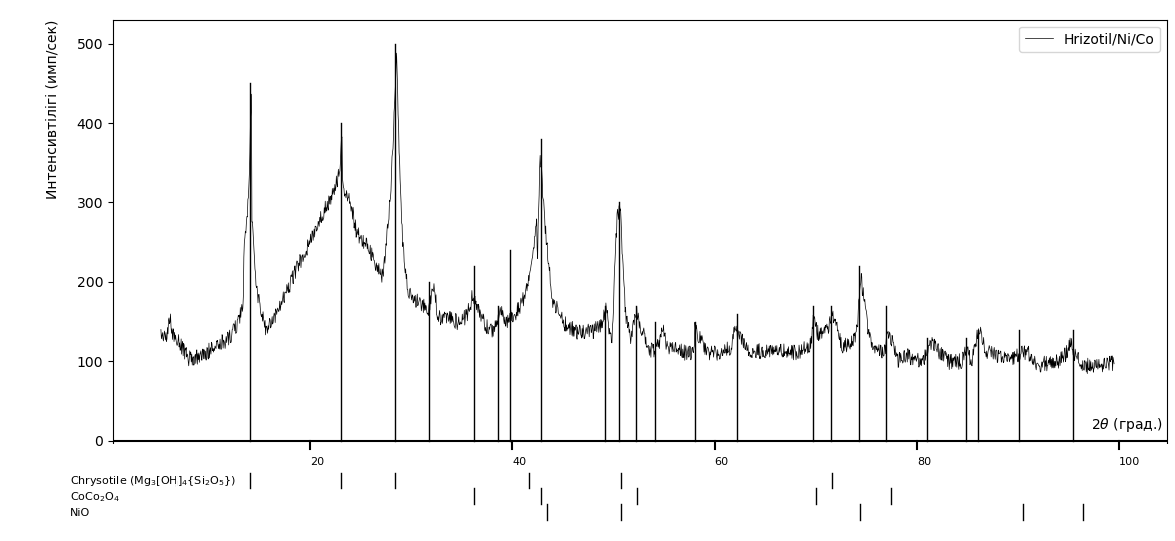 Интенсивтілігі (имп/сек)
500
400
300
200
100
0
Hrizotil/Ni/Co
2θ (град.)
20 40 60 80 100
Chrysotile (Mg₃[OH]₄{Si₂O₅})
CoCo₂O₄
NiO